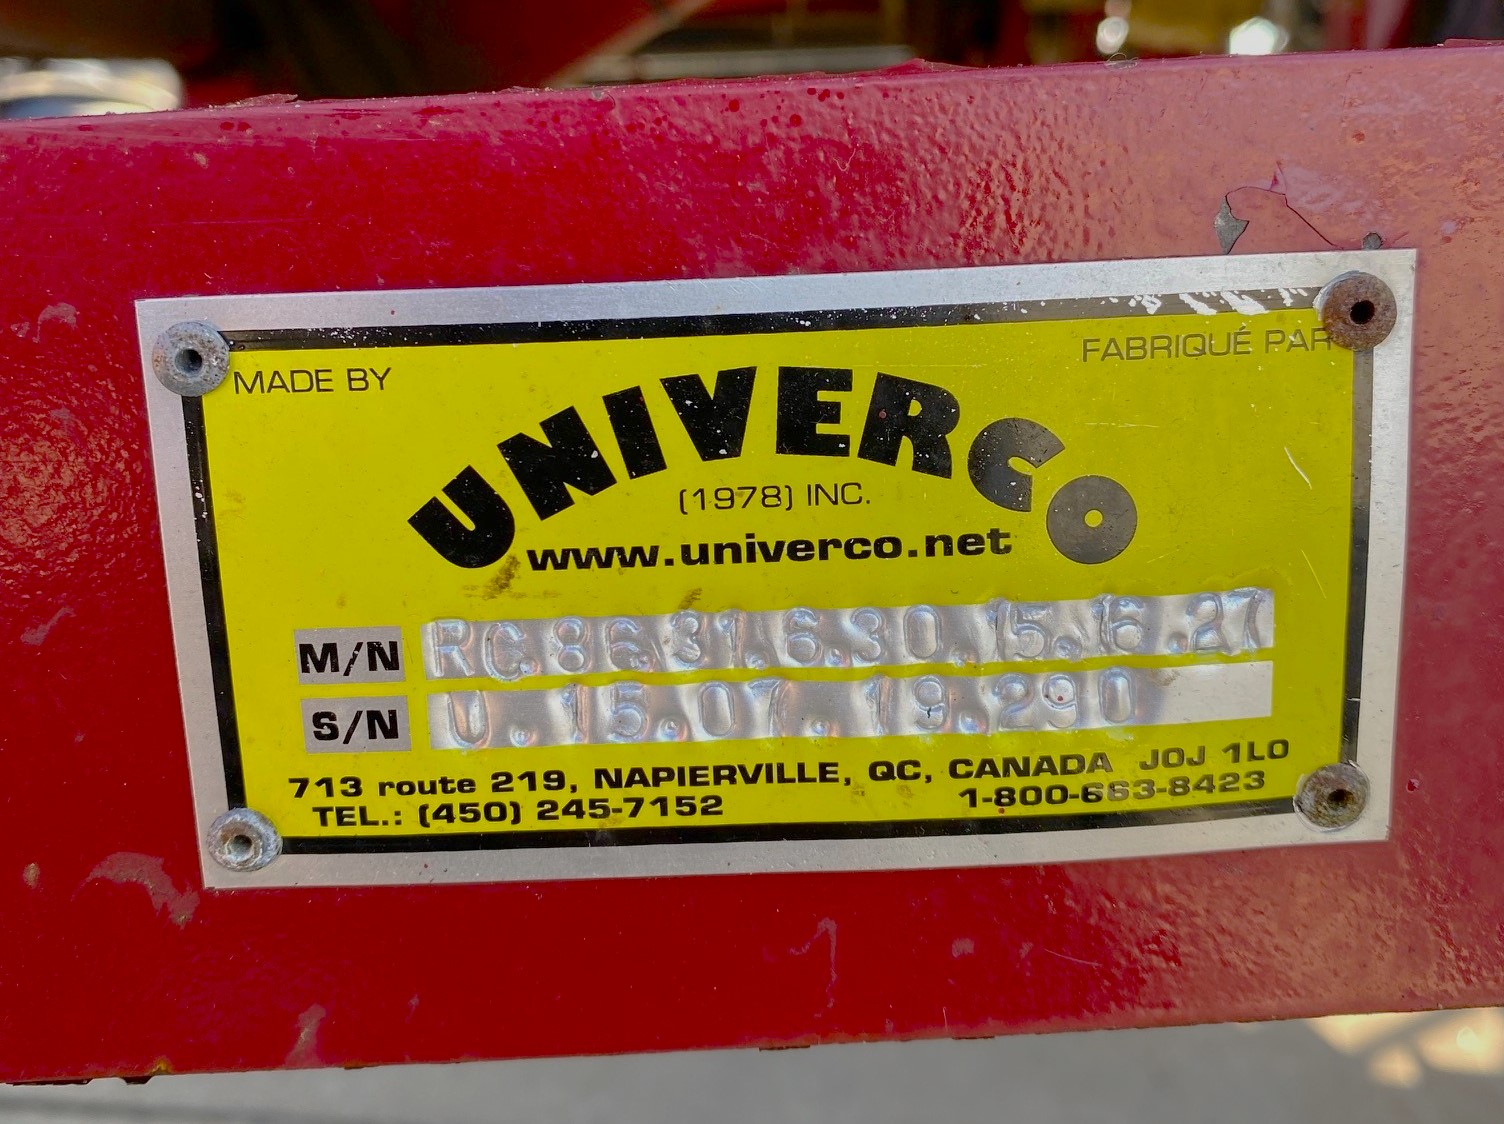 MADE BY
FABRIQUÉ PAR
UNIVERCO
(1978) INC.
www.univerco.net
M/N RC.86.31.6.30.15.16.27
S/N U.15.07.19.290
713 route 219, NAPIERVILLE, QC, CANADA J0J 1L0
TEL.: (450) 245-7152 1-800-663-8423